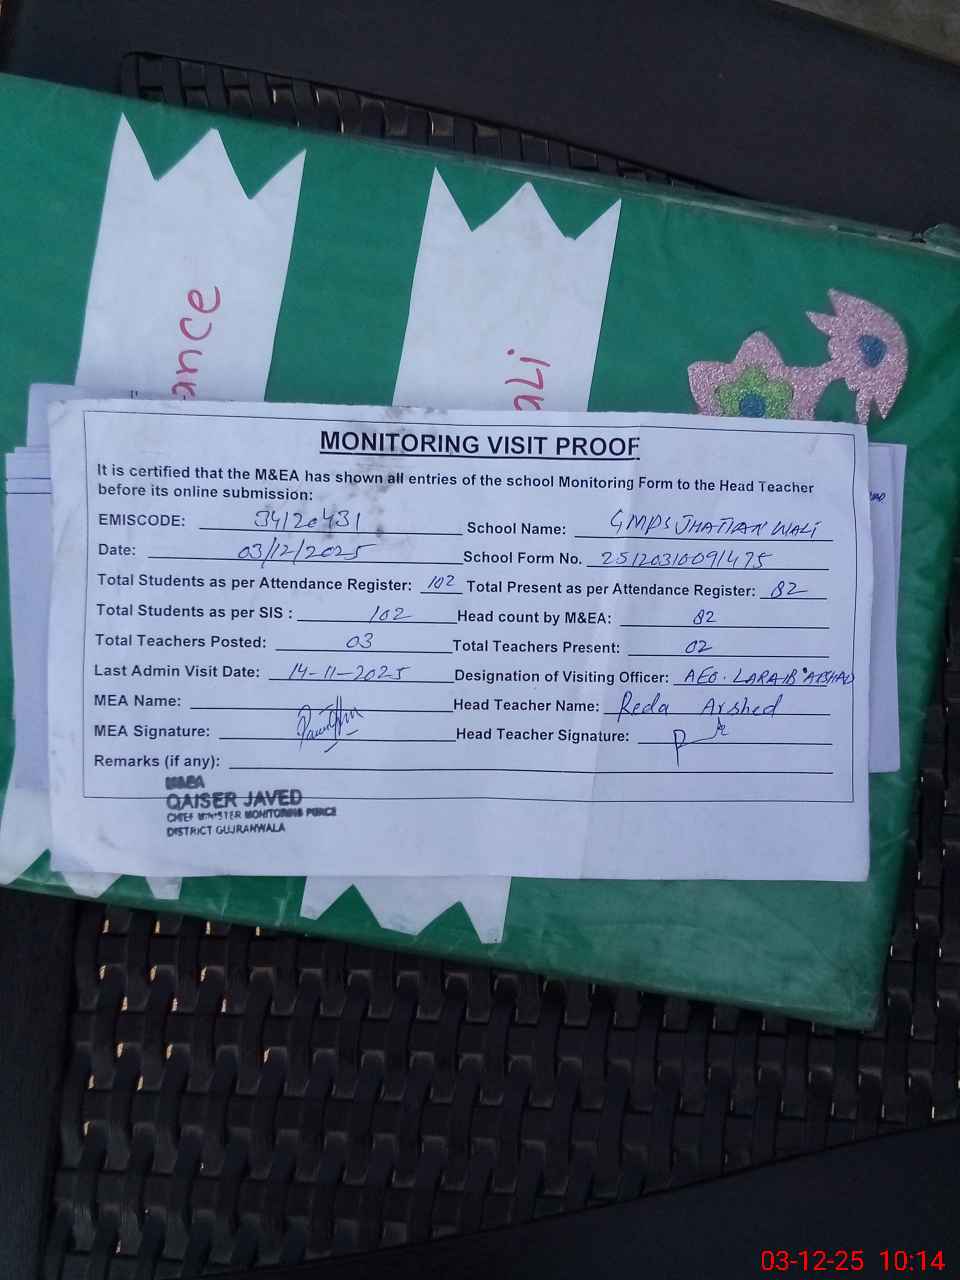 ance
ali
MONITORING VISIT PROOF
It is certified that the M&EA has shown all entries of the school Monitoring Form to the Head Teacher
before its online submission:
EMISCODE: 34120431 School Name: GMPS JHATIAN WALI
Date: 03/12/2025 School Form No. 25120310091475
Total Students as per Attendance Register: 102 Total Present as per Attendance Register: 82
Total Students as per SIS : 102 Head count by M&EA: 82
Total Teachers Posted: 03 Total Teachers Present: 02
Last Admin Visit Date: 14-11-2025 Designation of Visiting Officer: AEO. LARAIB ARSHAD
MEA Name: Head Teacher Name: Reda Arshed
MEA Signature: Head Teacher Signature:
Remarks (if any):
M&EA
QAISER JAVED
CHIEF MINISTER MONITORING FORCE
DISTRICT GUJRANWALA
03-12-25 10:14